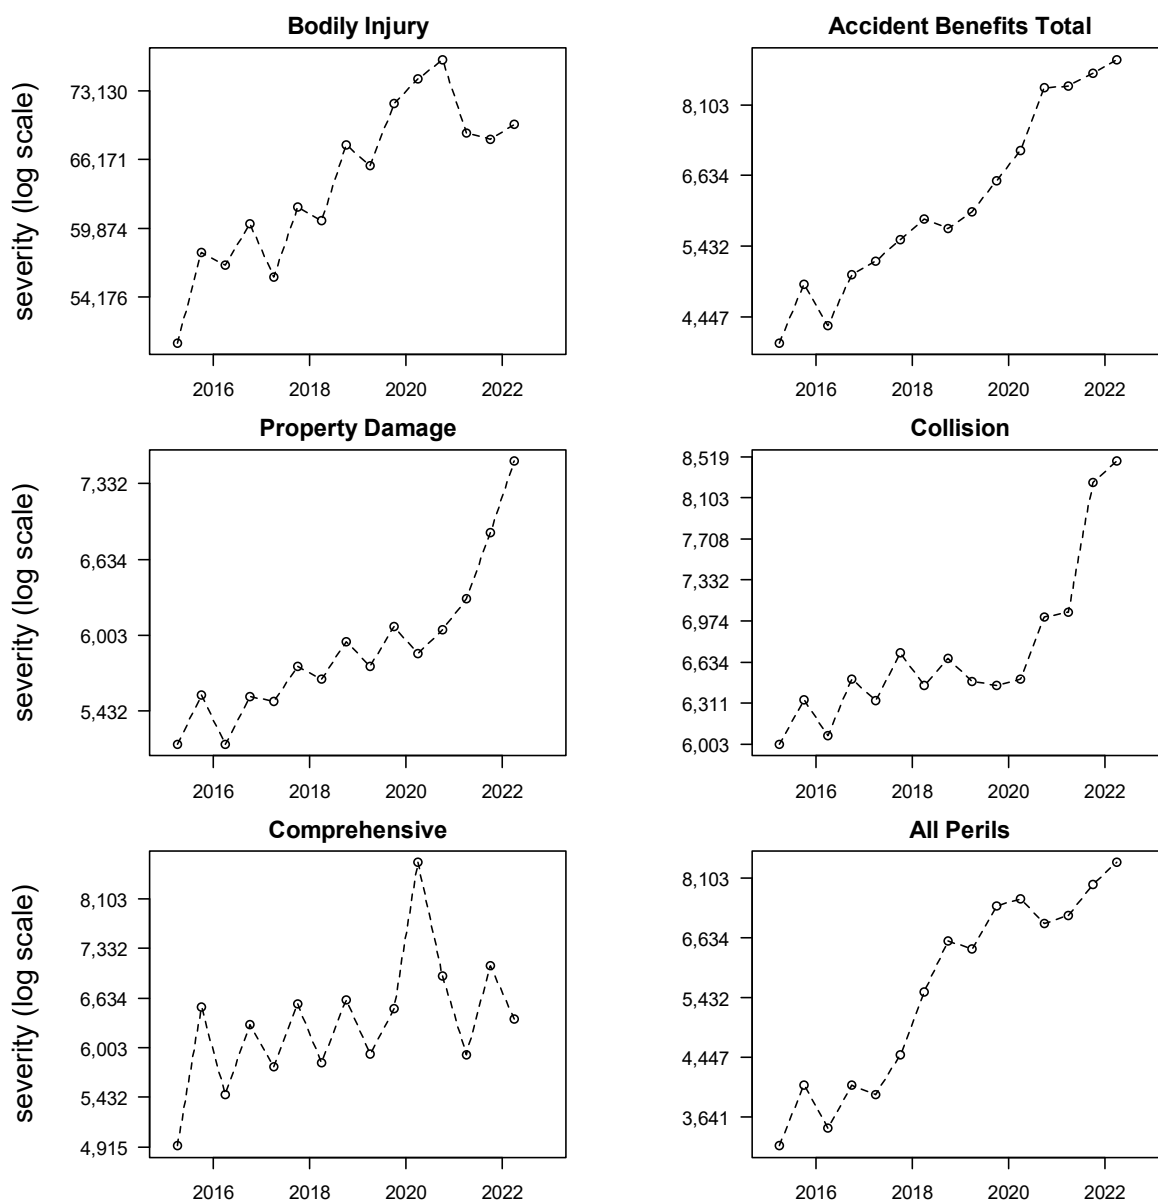 Bodily Injury
severity (log scale)
73,130
66,171
59,874
54,176
2016 2018 2020 2022
Accident Benefits Total
8,103
6,634
5,432
4,447
2016 2018 2020 2022
Property Damage
severity (log scale)
7,332
6,634
6,003
5,432
2016 2018 2020 2022
Collision
8,519
8,103
7,708
7,332
6,974
6,634
6,311
6,003
2016 2018 2020 2022
Comprehensive
severity (log scale)
8,103
7,332
6,634
6,003
5,432
4,915
2016 2018 2020 2022
All Perils
8,103
6,634
5,432
4,447
3,641
2016 2018 2020 2022